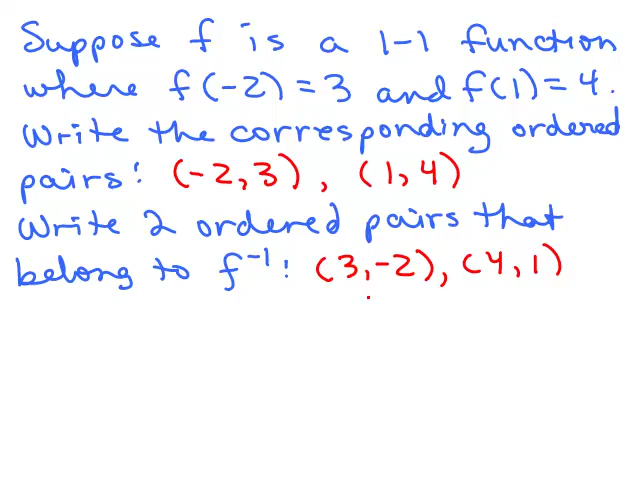 Suppose f is a 1-1 function
where f(-2) = 3 and f(1) = 4.
Write the corresponding ordered
pairs: (-2,3), (1,4)
Write 2 ordered pairs that
belong to f⁻¹: (3,-2), (4,1)